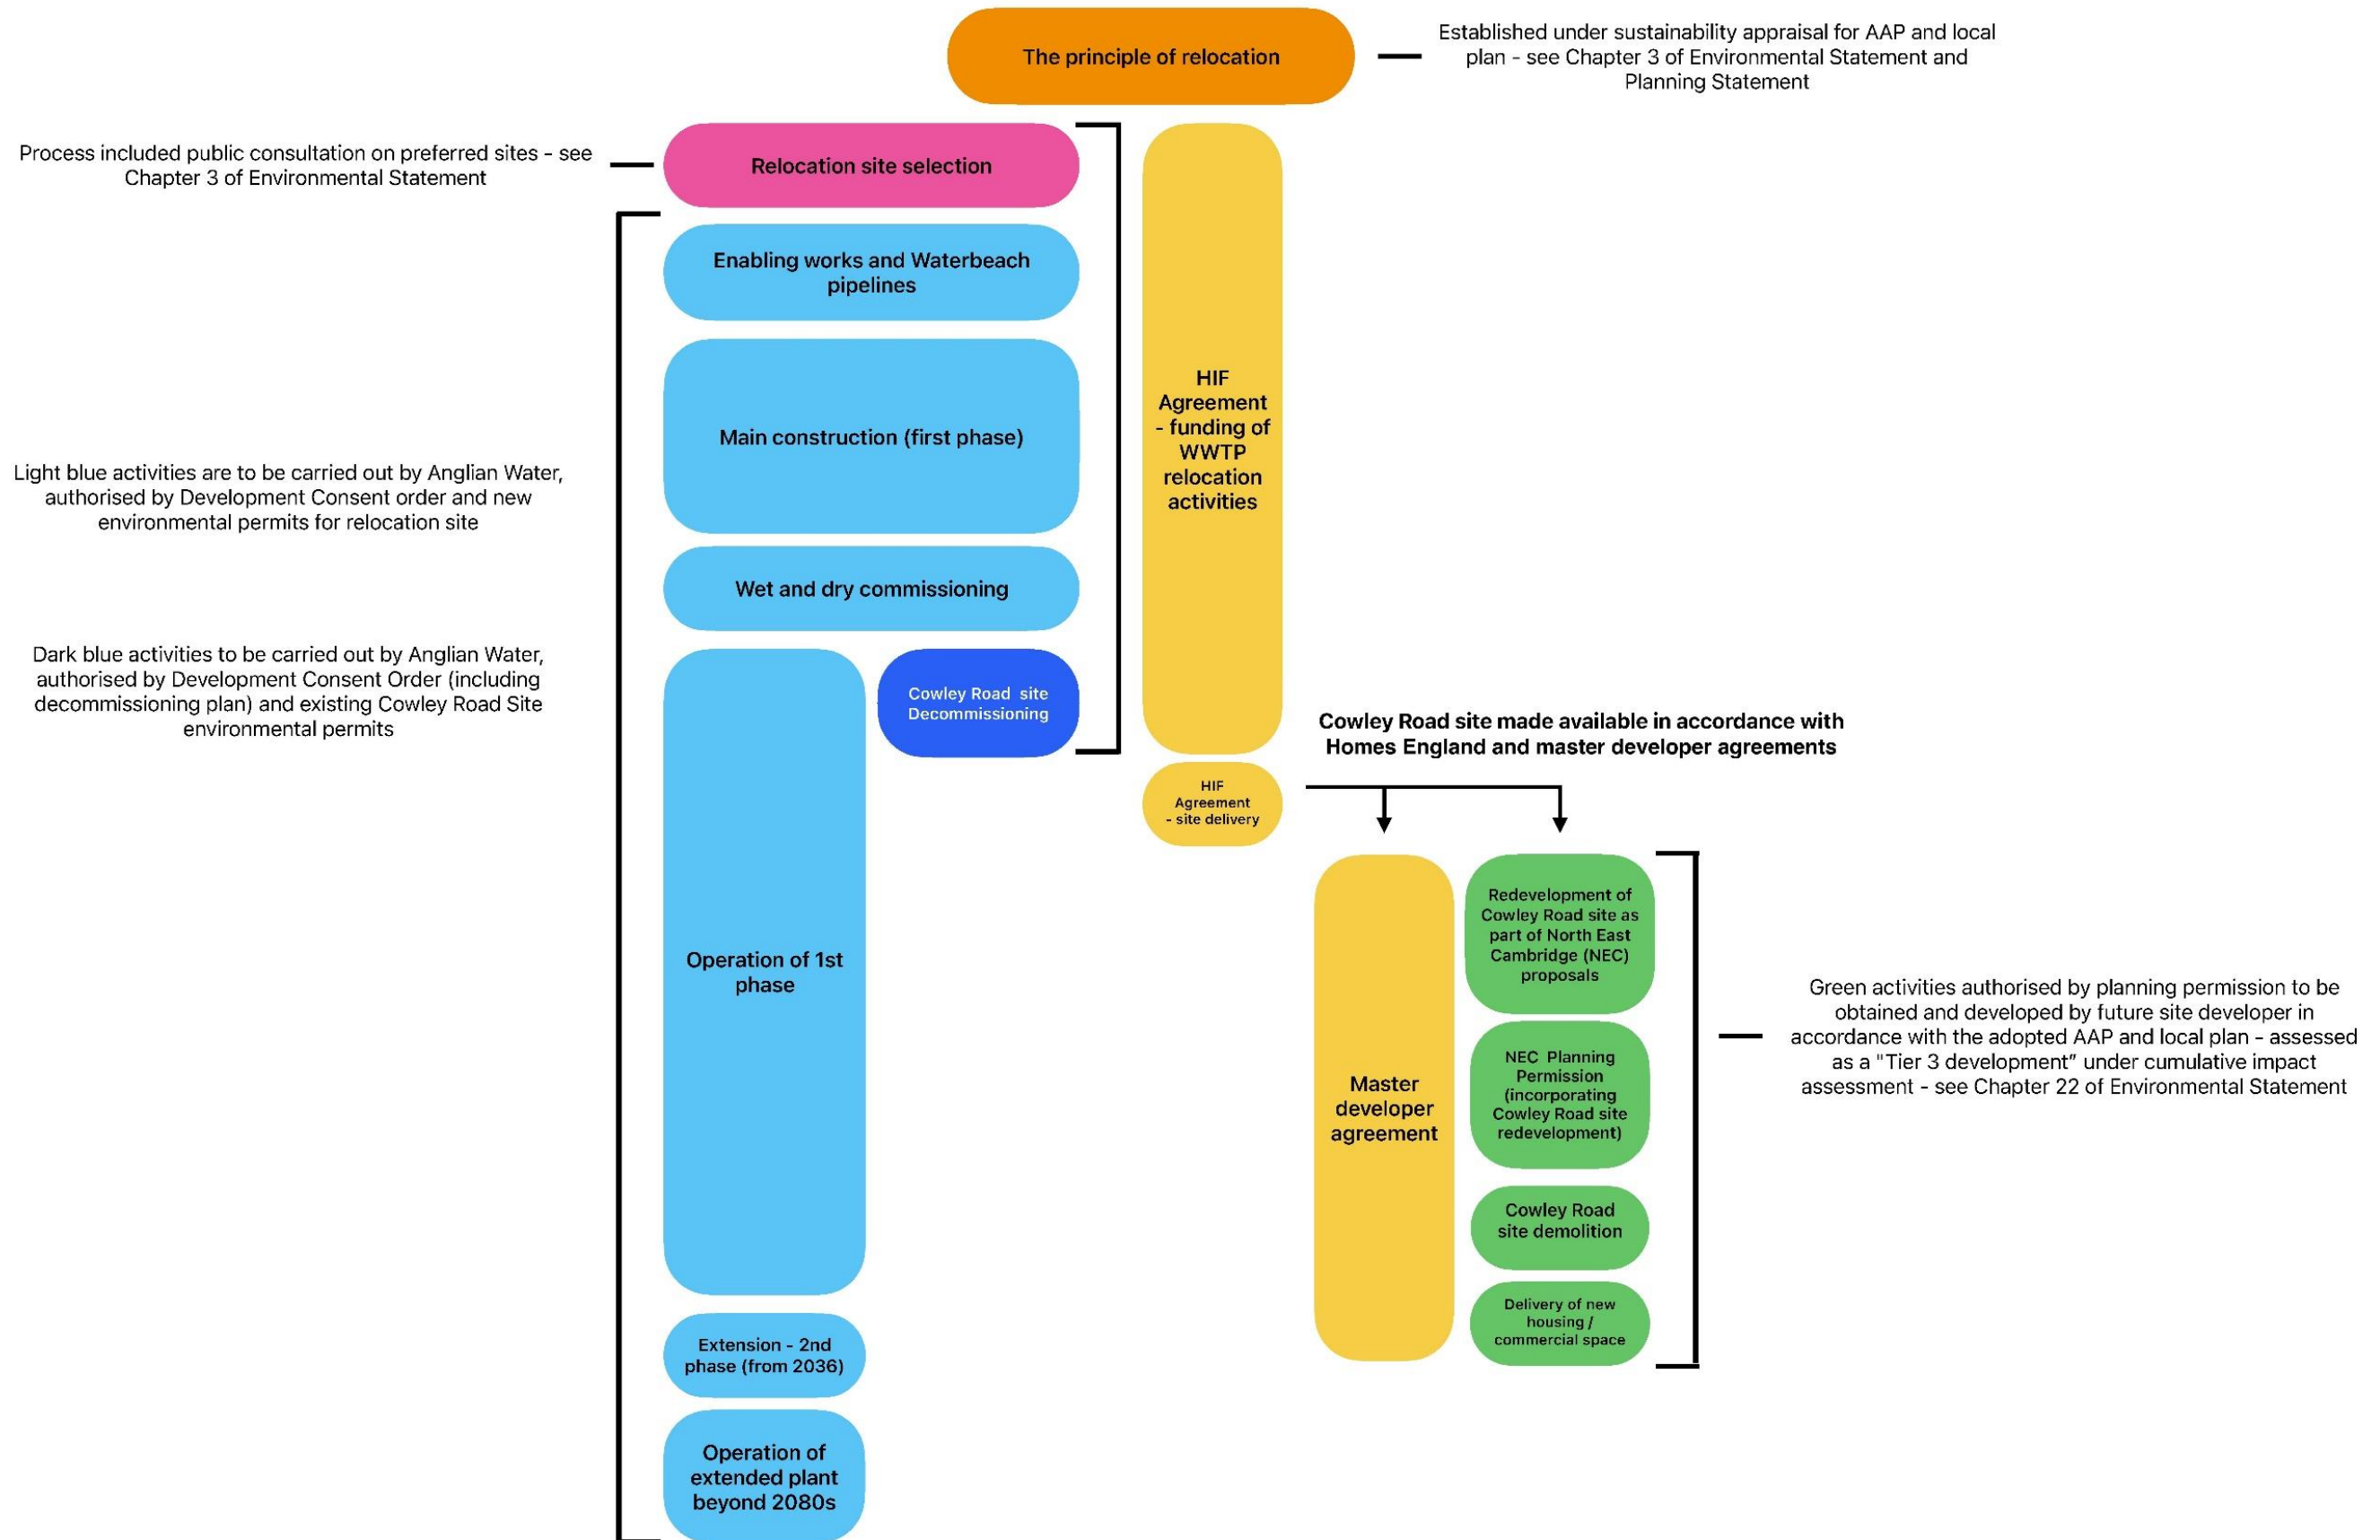 The principle of relocation
Established under sustainability appraisal for AAP and local
plan - see Chapter 3 of Environmental Statement and
Planning Statement
Process included public consultation on preferred sites - see
Chapter 3 of Environmental Statement
Relocation site selection
Enabling works and Waterbeach
pipelines
Main construction (first phase)
HIF
Agreement
- funding of
WWTP
relocation
activities
Light blue activities are to be carried out by Anglian Water,
authorised by Development Consent order and new
environmental permits for relocation site
Wet and dry commissioning
Dark blue activities to be carried out by Anglian Water,
authorised by Development Consent Order (including
decommissioning plan) and existing Cowley Road Site
environmental permits
Cowley Road site
Decommissioning
Cowley Road site made available in accordance with
Homes England and master developer agreements
HIF
Agreement
- site delivery
Operation of 1st
phase
Master
developer
agreement
Redevelopment of
Cowley Road site as
part of North East
Cambridge (NEC)
proposals
NEC Planning
Permission
(incorporating
Cowley Road site
redevelopment)
Cowley Road
site demolition
Delivery of new
housing /
commercial space
Green activities authorised by planning permission to be
obtained and developed by future site developer in
accordance with the adopted AAP and local plan - assessed
as a "Tier 3 development” under cumulative impact
assessment - see Chapter 22 of Environmental Statement
Extension - 2nd
phase (from 2036)
Operation of
extended plant
beyond 2080s